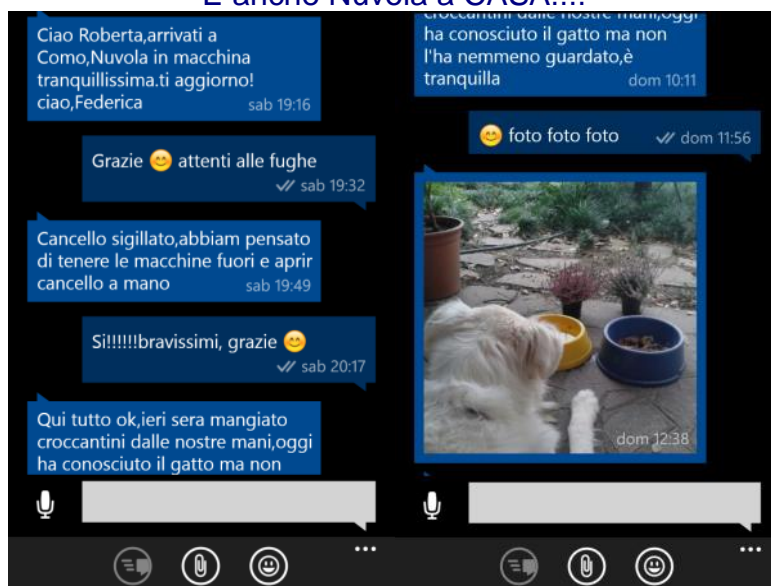 E anche Nuvola a CASA!!!!
Ciao Roberta,arrivati a
Como,Nuvola in macchina
tranquillissima.ti aggiorno!
ciao,Federica
sab 19:16
Grazie 😊 attenti alle fughe
sab 19:32
Cancello sigillato,abbiam pensato
di tenere le macchine fuori e aprir
cancello a mano
sab 19:49
Si!!!!!!bravissimi, grazie 😊
sab 20:17
Qui tutto ok,ieri sera mangiato
croccantini dalle nostre mani,oggi
ha conosciuto il gatto ma non
croccantini dalle nostre mani,oggi
ha conosciuto il gatto ma non
l'ha nemmeno guardato,è
tranquilla
dom 10:11
😊 foto foto foto
dom 11:56
dom 12:38